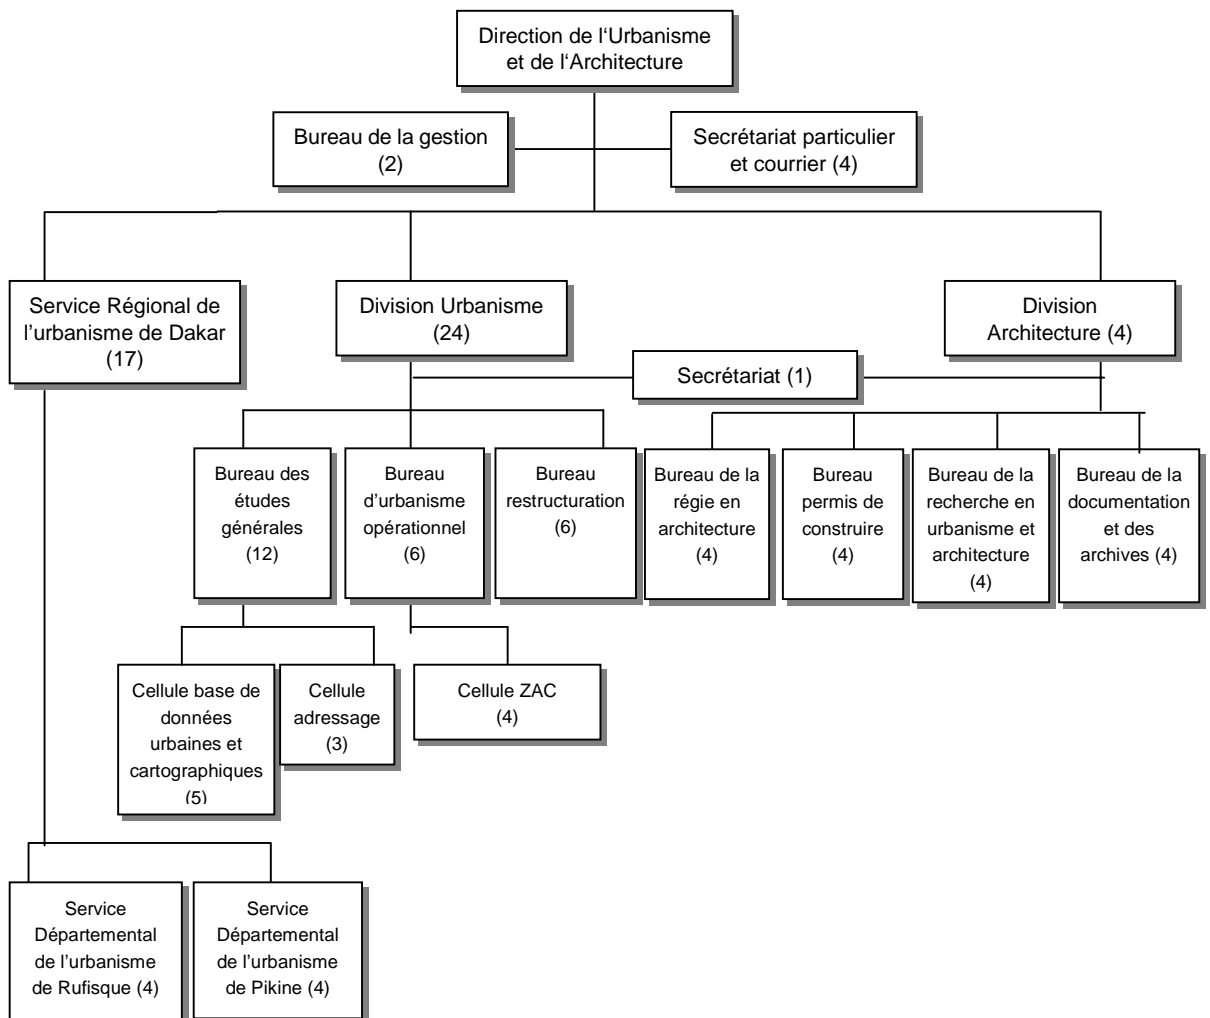 Direction de l‘Urbanisme
et de l‘Architecture
Bureau de la gestion
(2)
Secrétariat particulier
et courrier (4)
Service Régional de
l’urbanisme de Dakar
(17)
Division Urbanisme
(24)
Division
Architecture (4)
Secrétariat (1)
Bureau des
études
générales
(12)
Bureau
d’urbanisme
opérationnel
(6)
Bureau
restructuration
(6)
Bureau de la
régie en
architecture
(4)
Bureau
permis de
construire
(4)
Bureau de la
recherche en
urbanisme et
architecture
(4)
Bureau de la
documentation
et des
archives (4)
Cellule base de
données
urbaines et
cartographiques
(5)
Cellule
adressage
(3)
Cellule ZAC
(4)
Service
Départemental
de l’urbanisme
de Rufisque (4)
Service
Départemental
de l’urbanisme
de Pikine (4)